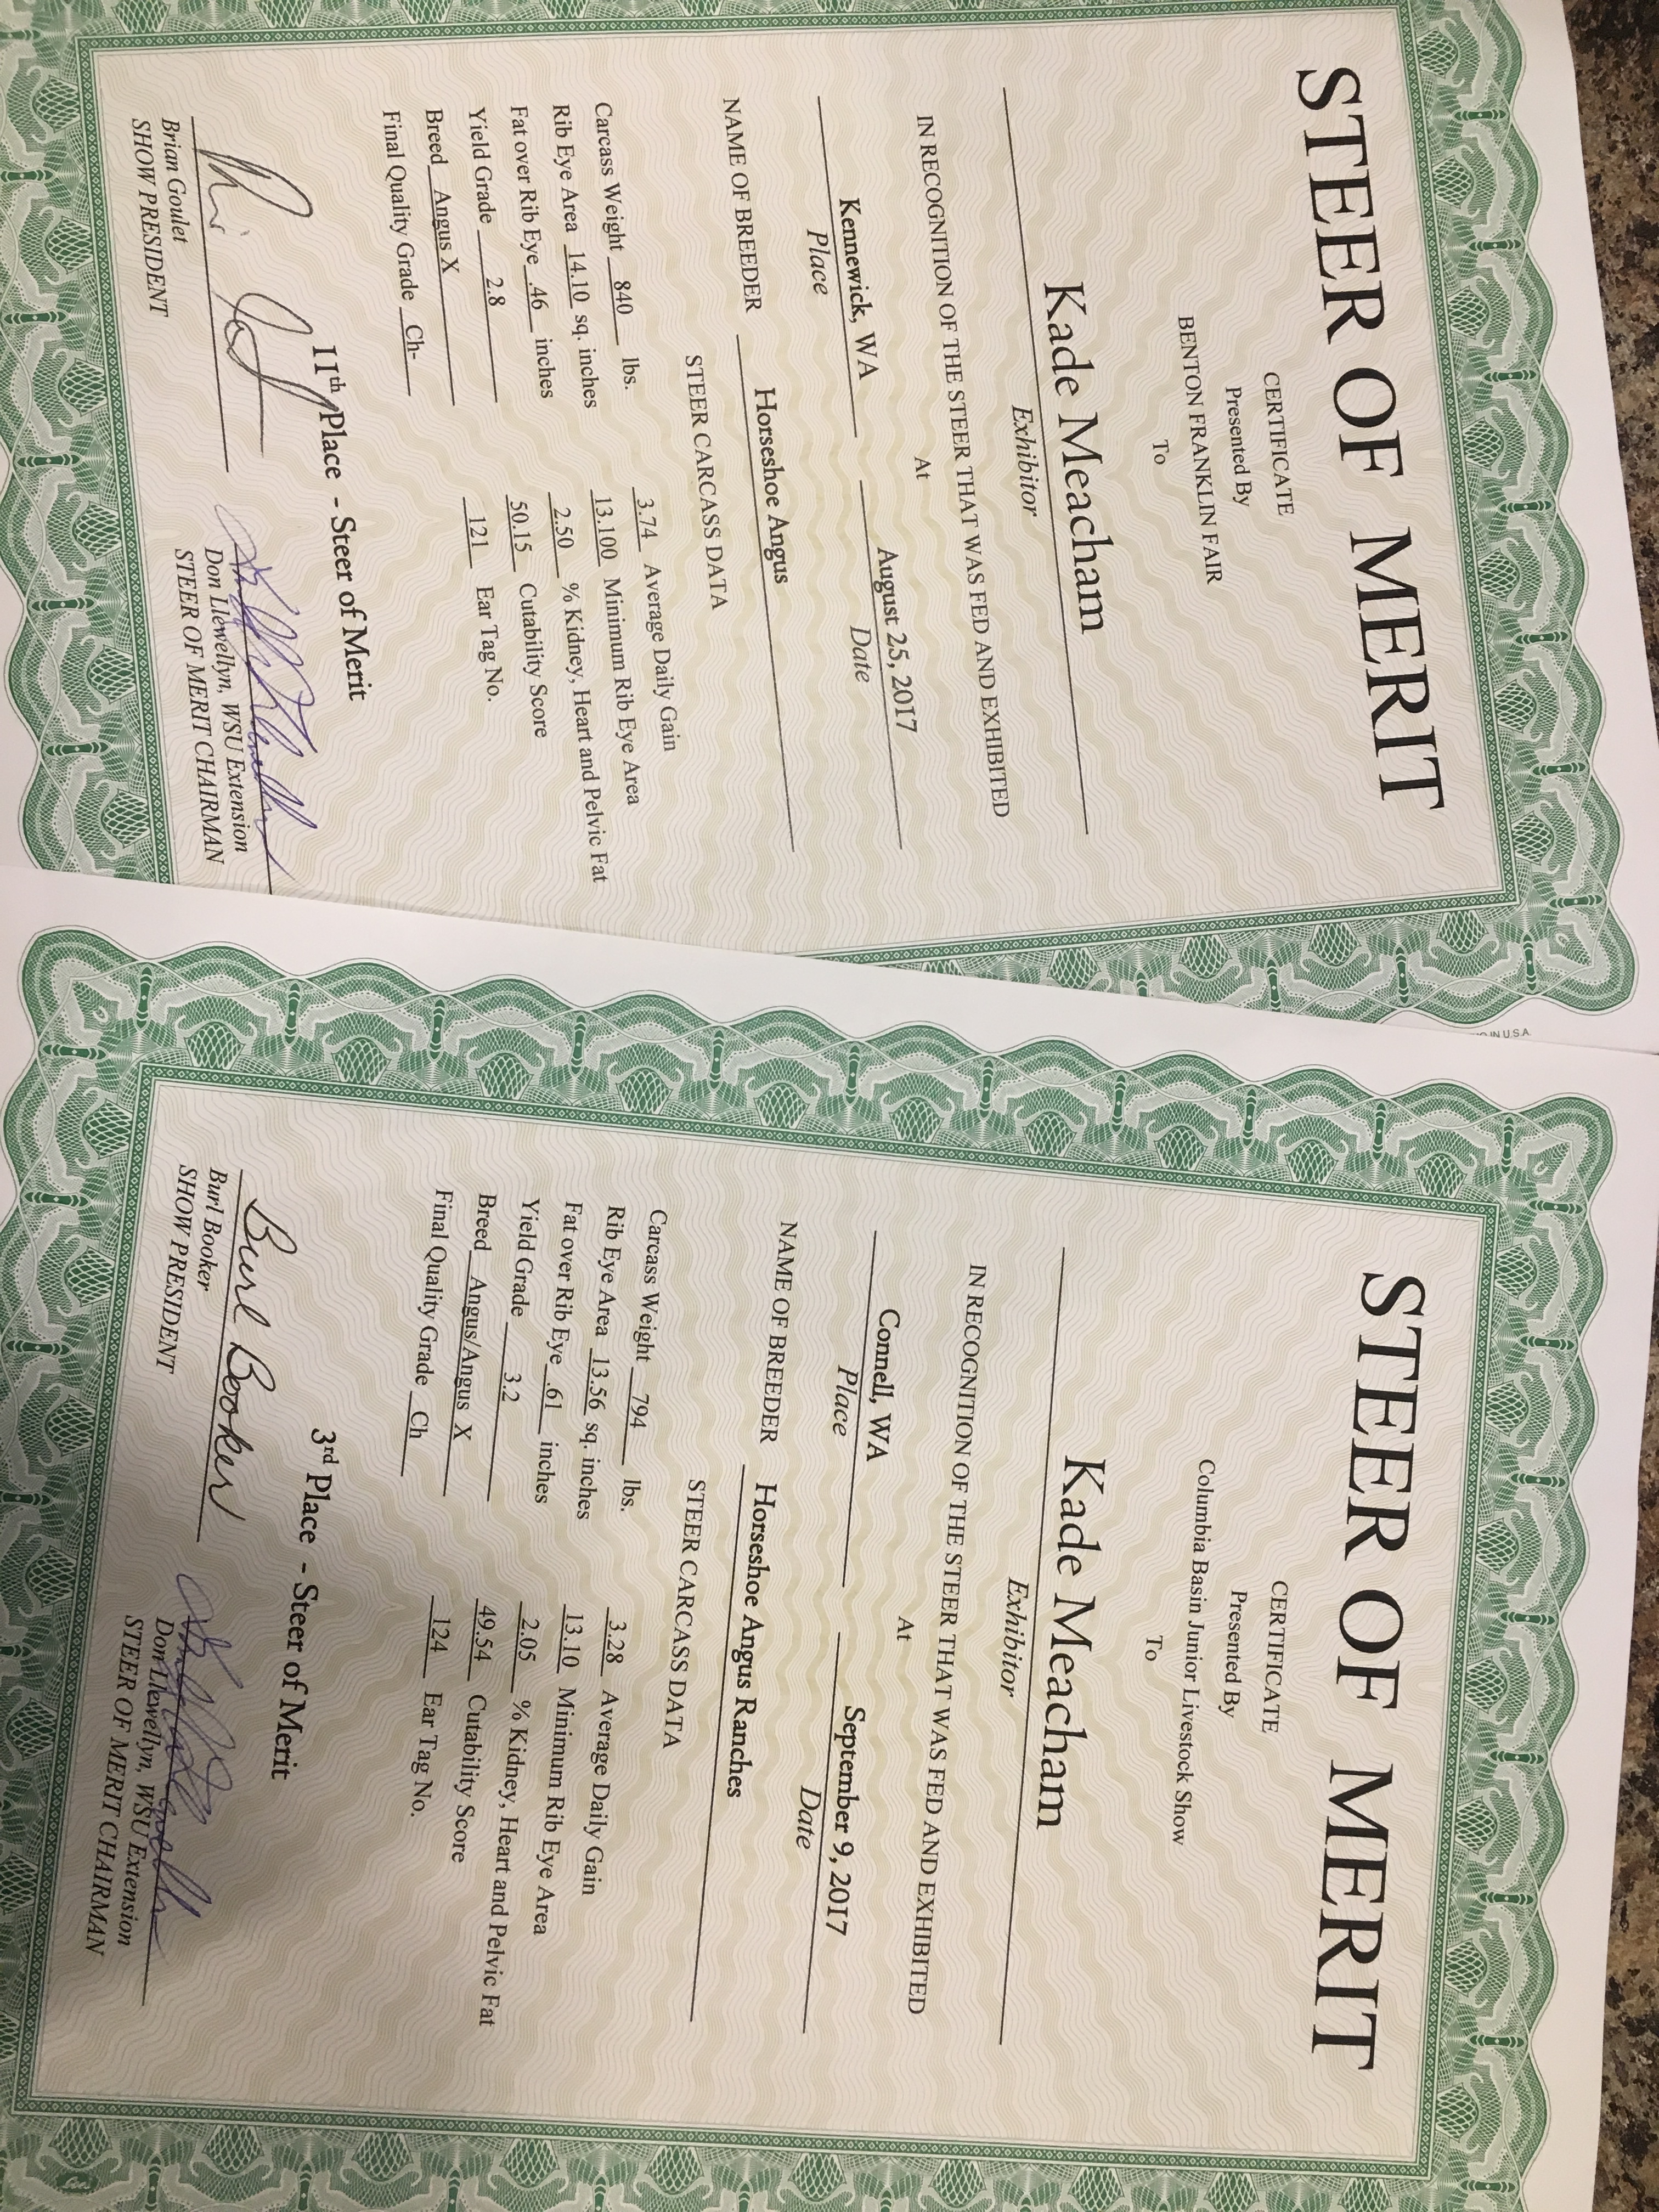 STEER OF MERIT
CERTIFICATE
Presented By
BENTON FRANKLIN FAIR
To
Kade Meacham
Exhibitor
IN RECOGNITION OF THE STEER THAT WAS FED AND EXHIBITED
At
Kennewick, WA August 25, 2017
Place Date
NAME OF BREEDER Horseshoe Angus
STEER CARCASS DATA
Carcass Weight 840 lbs. 3.74 Average Daily Gain
Rib Eye Area 14.10 sq. inches 13.100 Minimum Rib Eye Area
Fat over Rib Eye .46 inches 2.50 % Kidney, Heart and Pelvic Fat
Yield Grade 2.8 50.15 Cutability Score
Breed Angus X 121 Ear Tag No.
Final Quality Grade Ch-
11th Place - Steer of Merit
Brian Goulet Don Llewellyn, WSU Extension
SHOW PRESIDENT STEER OF MERIT CHAIRMAN
IN U.S.A.
STEER OF MERIT
CERTIFICATE
Presented By
Columbia Basin Junior Livestock Show
To
Kade Meacham
Exhibitor
IN RECOGNITION OF THE STEER THAT WAS FED AND EXHIBITED
At
Connell, WA September 9, 2017
Place Date
NAME OF BREEDER Horseshoe Angus Ranches
STEER CARCASS DATA
Carcass Weight 794 lbs. 3.28 Average Daily Gain
Rib Eye Area 13.56 sq. inches 13.10 Minimum Rib Eye Area
Fat over Rib Eye .61 inches 2.05 % Kidney, Heart and Pelvic Fat
Yield Grade 3.2 49.54 Cutability Score
Breed Angus/Angus X 124 Ear Tag No.
Final Quality Grade Ch
3rd Place - Steer of Merit
Burl Booker
Burl Booker Don Llewellyn, WSU Extension
SHOW PRESIDENT STEER OF MERIT CHAIRMAN